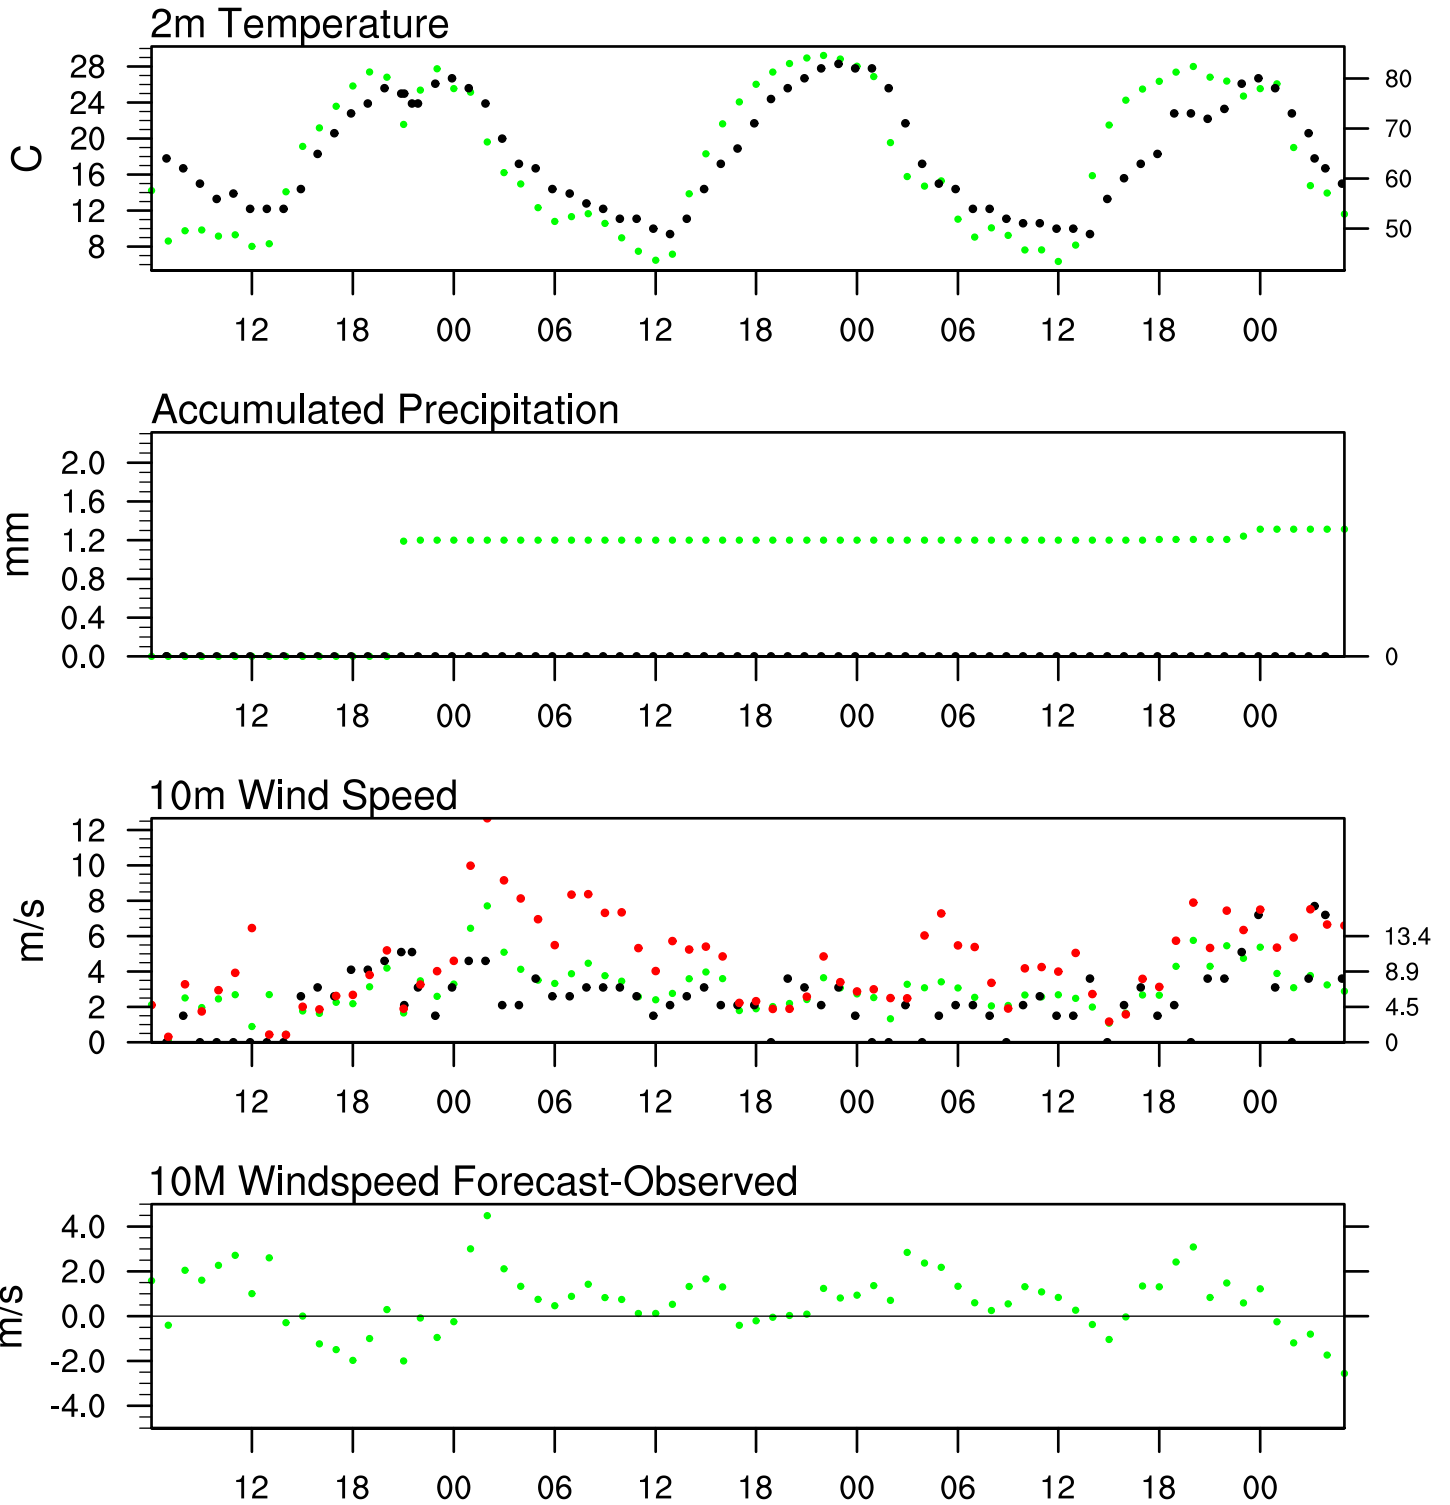 2m Temperature
28
24
20
16
12
8
C
80
70
60
50
12 18 00 06 12 18 00 06 12 18 00
Accumulated Precipitation
2.0
1.6
1.2
0.8
0.4
0.0
mm
0
12 18 00 06 12 18 00 06 12 18 00
10m Wind Speed
12
10
8
6
4
2
0
m/s
13.4
8.9
4.5
0
12 18 00 06 12 18 00 06 12 18 00
10M Windspeed Forecast-Observed
4.0
2.0
0.0
-2.0
-4.0
m/s
12 18 00 06 12 18 00 06 12 18 00